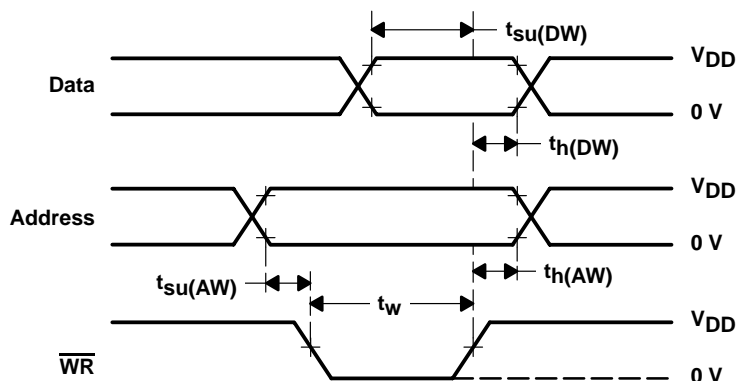 tsu(DW)
VDD
Data
0 V
th(DW)
VDD
Address
0 V
tsu(AW)
th(AW)
tw
VDD
WR
0 V